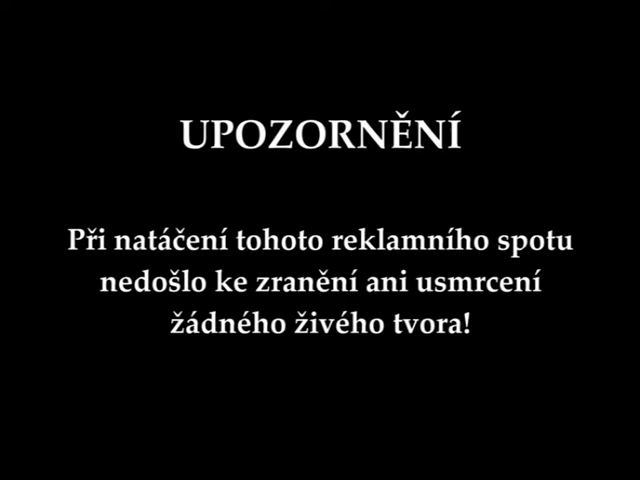 UPOZORNĚNÍ
Při natáčení tohoto reklamního spotu
nedošlo ke zranění ani usmrcení
žádného živého tvora!